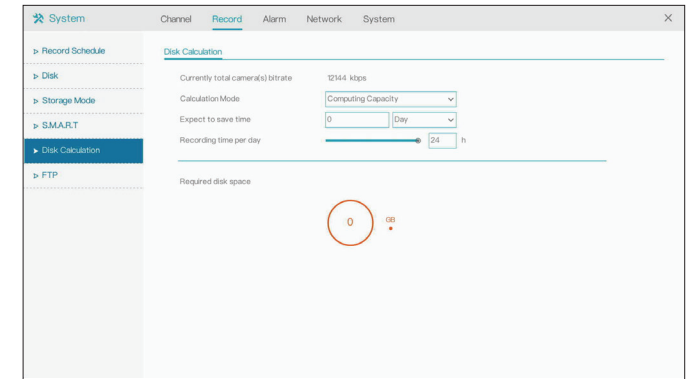 System
Channel Record Alarm Network System
Record Schedule
Disk
Storage Mode
S.M.A.R.T
Disk Calculation
FTP
Disk Calculation
Currently total camera(s) bitrate 12144 kbps
Calculation Mode Computing Capacity
Expect to save time 0 Day
Recording time per day 24 h
Required disk space
0 GB